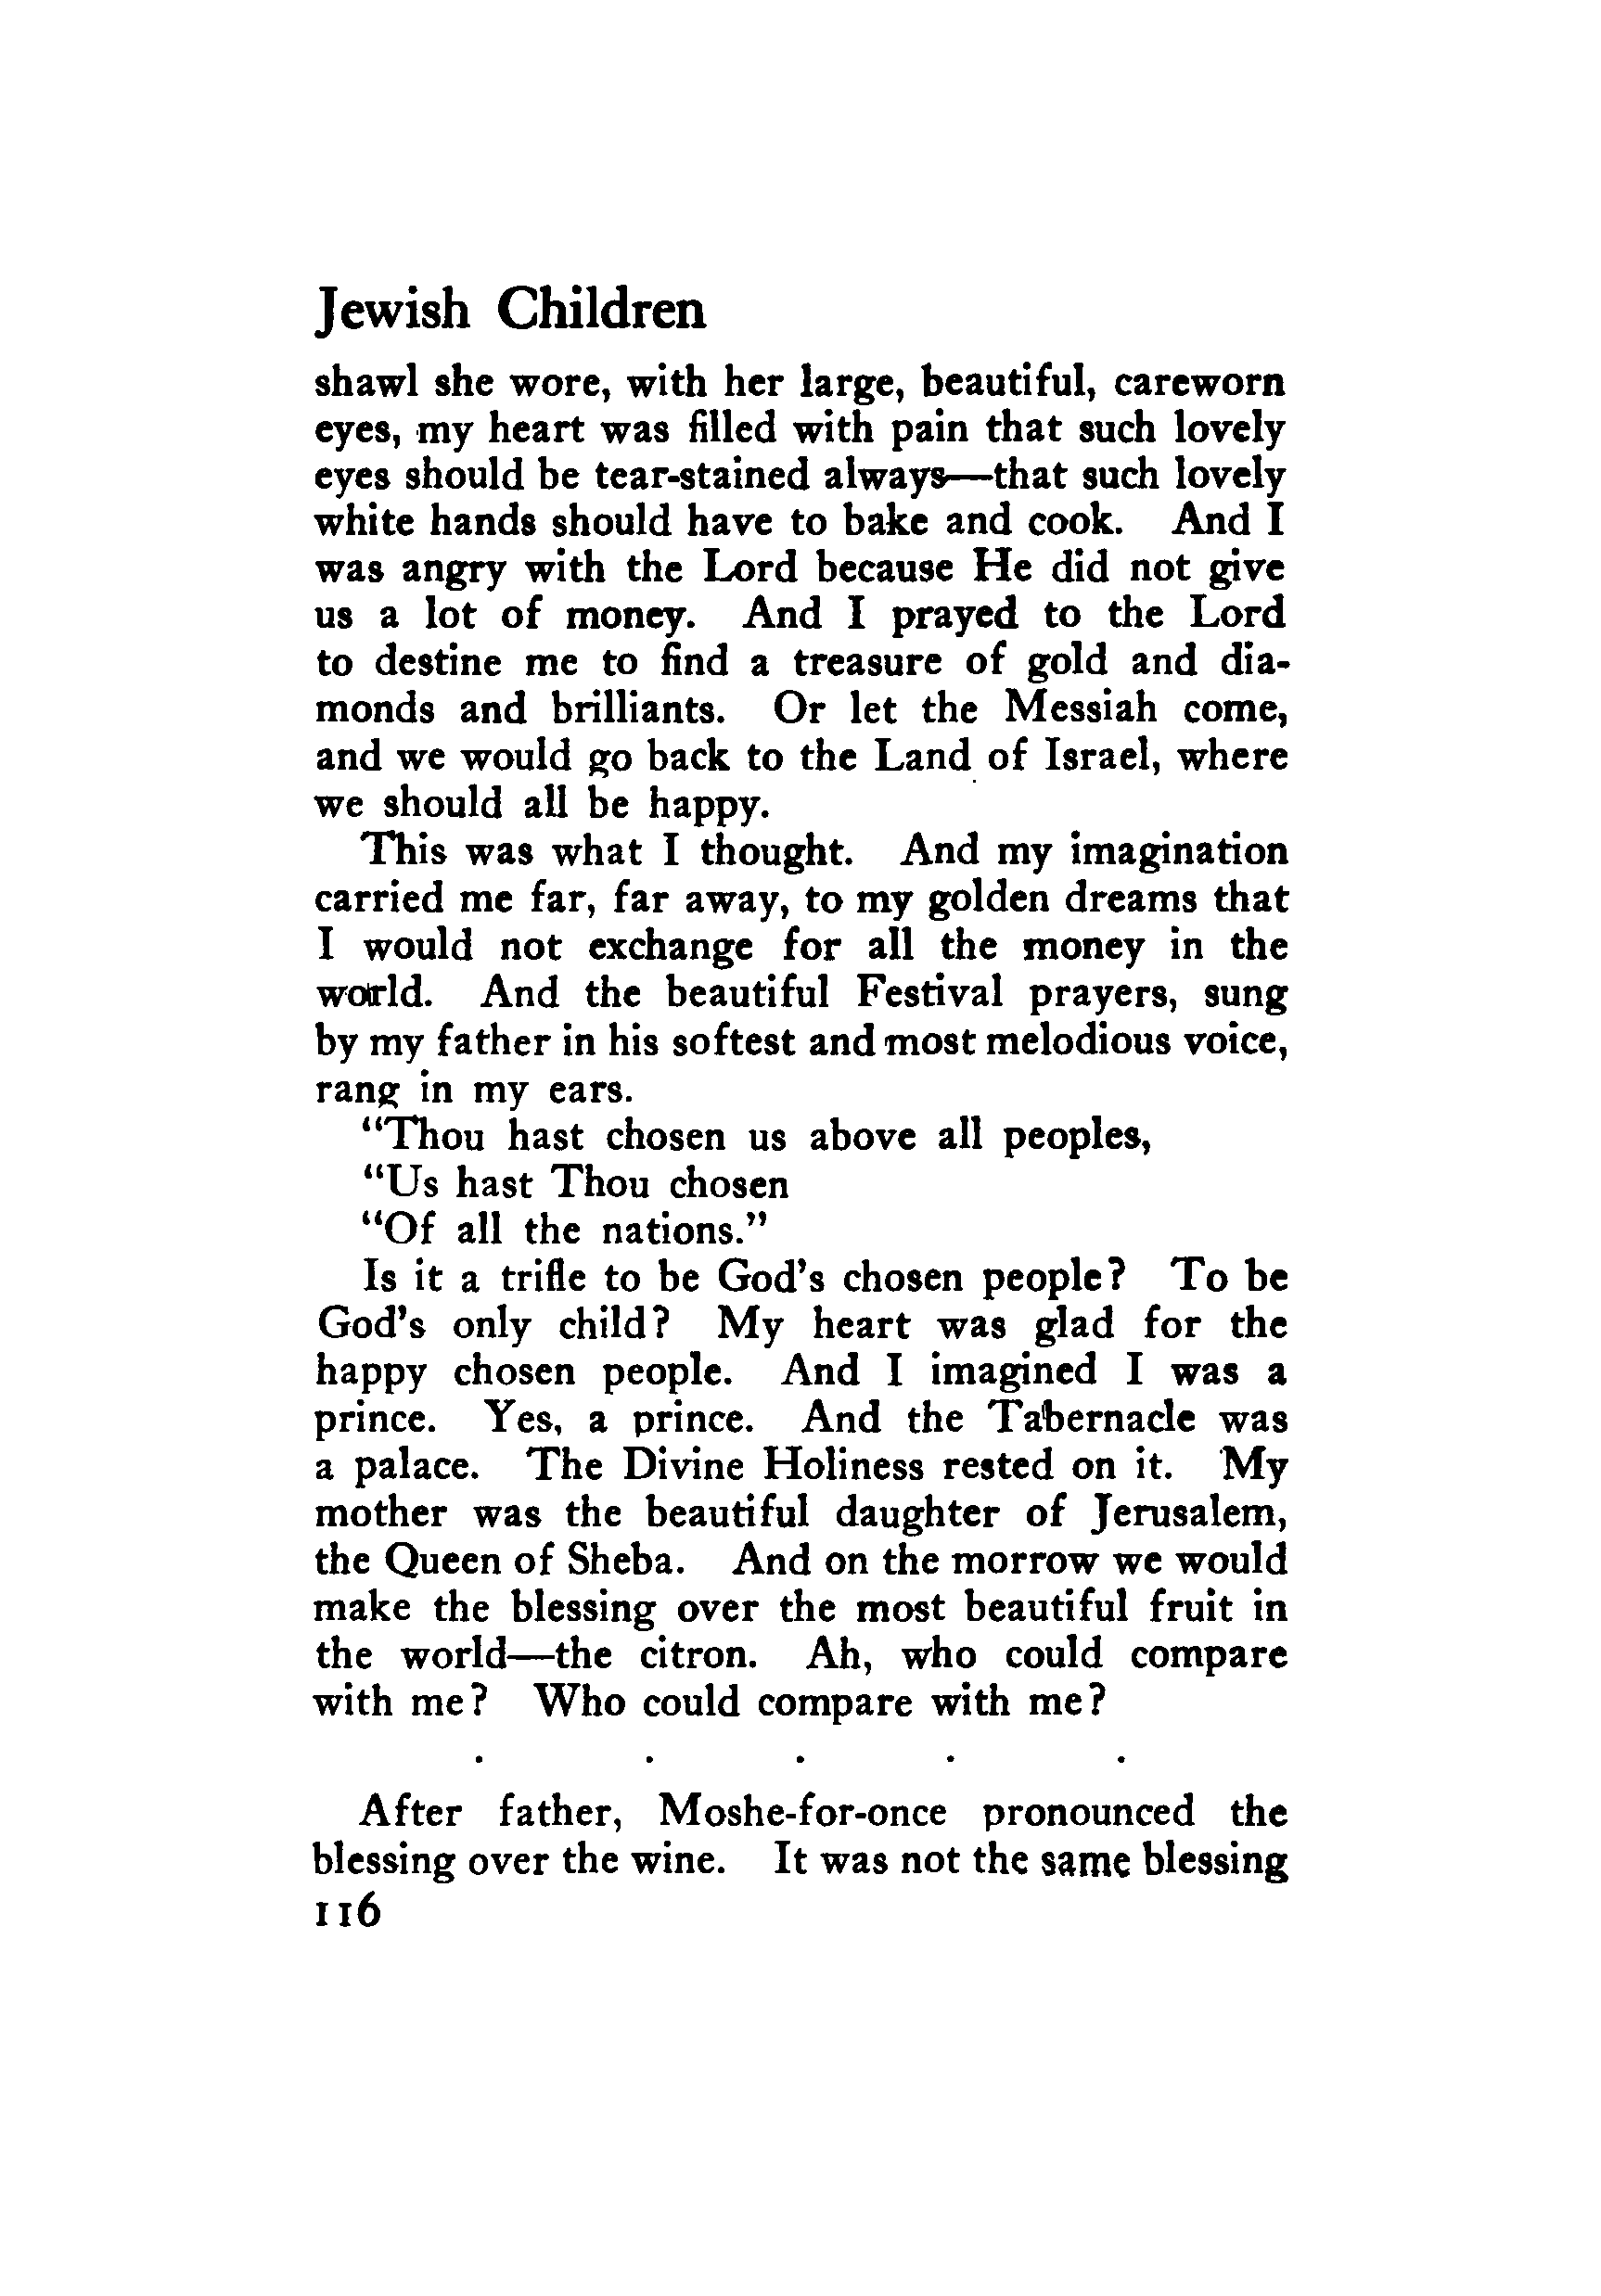 Jewish Children
shawl she wore, with her large, beautiful, careworn
eyes, my heart was filled with pain that such lovely
eyes should be tear-stained always—that such lovely
white hands should have to bake and cook. And I
was angry with the Lord because He did not give
us a lot of money. And I prayed to the Lord
to destine me to find a treasure of gold and dia-
monds and brilliants. Or let the Messiah come,
and we would go back to the Land of Israel, where
we should all be happy.
This was what I thought. And my imagination
carried me far, far away, to my golden dreams that
I would not exchange for all the money in the
world. And the beautiful Festival prayers, sung
by my father in his softest and most melodious voice,
rang in my ears.
"Thou hast chosen us above all peoples,
"Us hast Thou chosen
"Of all the nations."
Is it a trifle to be God's chosen people? To be
God's only child? My heart was glad for the
happy chosen people. And I imagined I was a
prince. Yes, a prince. And the Tabernacle was
a palace. The Divine Holiness rested on it. My
mother was the beautiful daughter of Jerusalem,
the Queen of Sheba. And on the morrow we would
make the blessing over the most beautiful fruit in
the world—the citron. Ah, who could compare
with me? Who could compare with me?
. . . . .
After father, Moshe-for-once pronounced the
blessing over the wine. It was not the same blessing
116